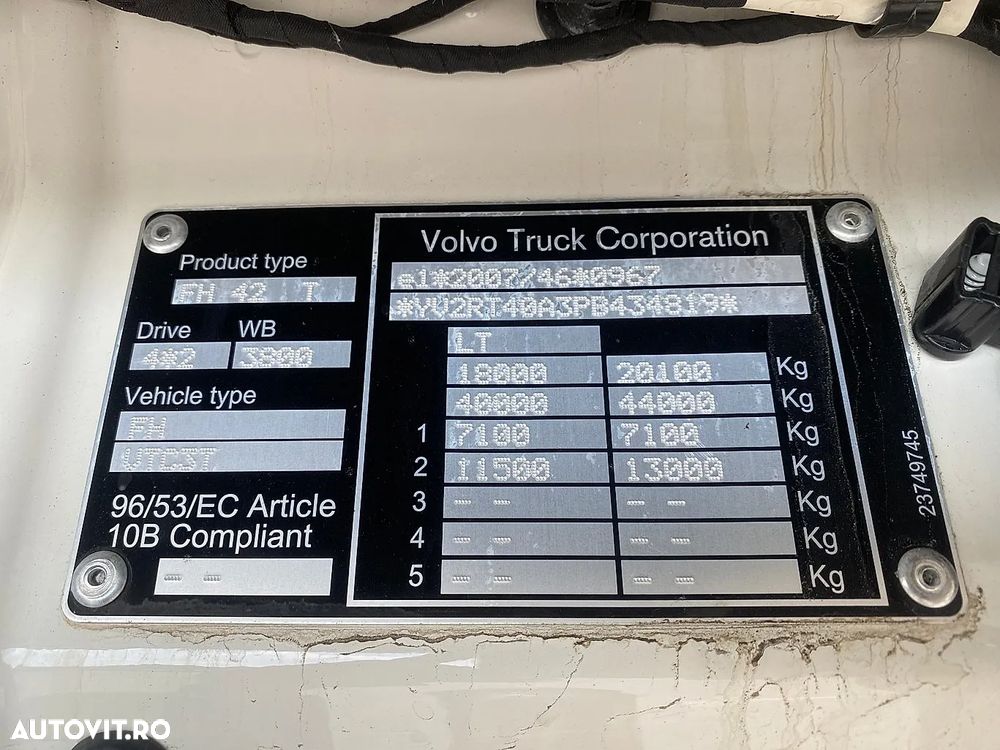 Product type
FH 42 T
Drive WB
4*2 3800
Vehicle type
FH
VTC3T
96/53/EC Article
10B Compliant
-- --
Volvo Truck Corporation
e1*2007/46*0967
*YV2RT40A3PB434819*
LT
18000 20100 Kg
40000 44000 Kg
1 7100 7100 Kg
2 11500 13000 Kg
3 -- -- -- -- Kg
4 -- -- -- -- Kg
5 -- -- -- -- Kg
23749745
AUTOVIT.RO